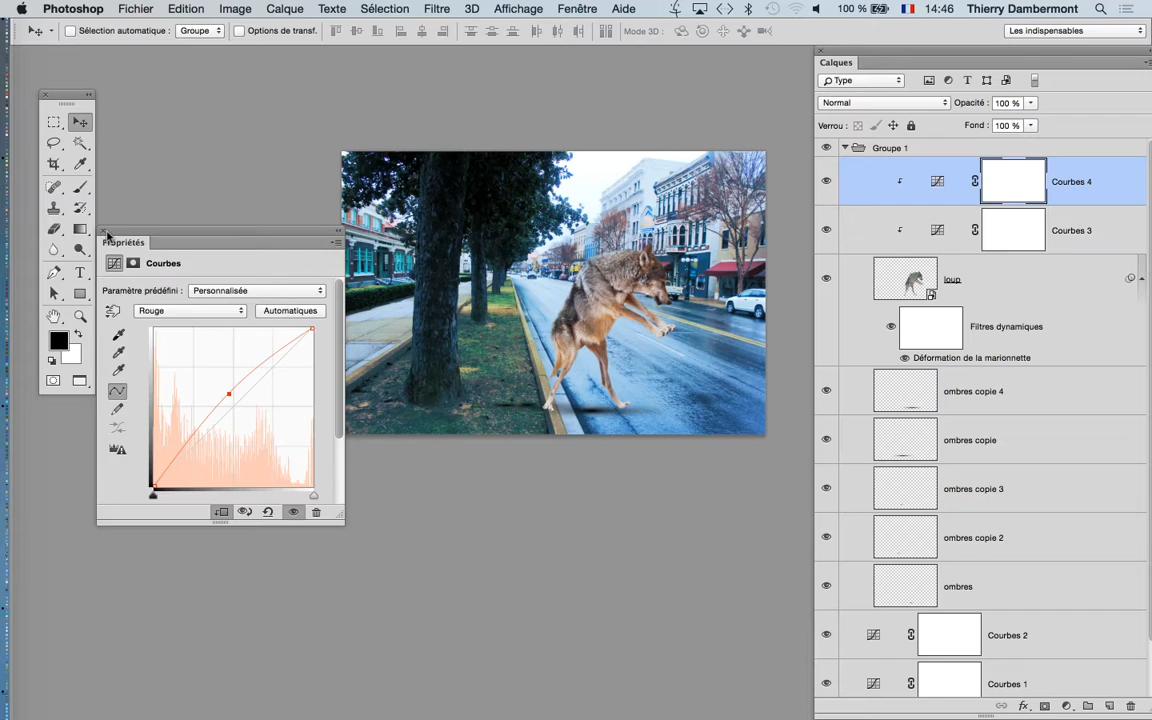 Photoshop Fichier Edition Image Calque Texte Sélection Filtre 3D Affichage Fenêtre Aide 100 % 14:46 Thierry Dambermont
Sélection automatique : Groupe Options de transf. Mode 3D : Les indispensables
Calques
Type
Normal Opacité : 100 %
Verrou : Fond : 100 %
Groupe 1
Courbes 4
Courbes 3
loup
Filtres dynamiques
Déformation de la marionnette
ombres copie 4
ombres copie
ombres copie 3
ombres copie 2
ombres
Courbes 2
Courbes 1
Propriétés
Courbes
Paramètre prédéfini : Personnalisée
Rouge Automatiques